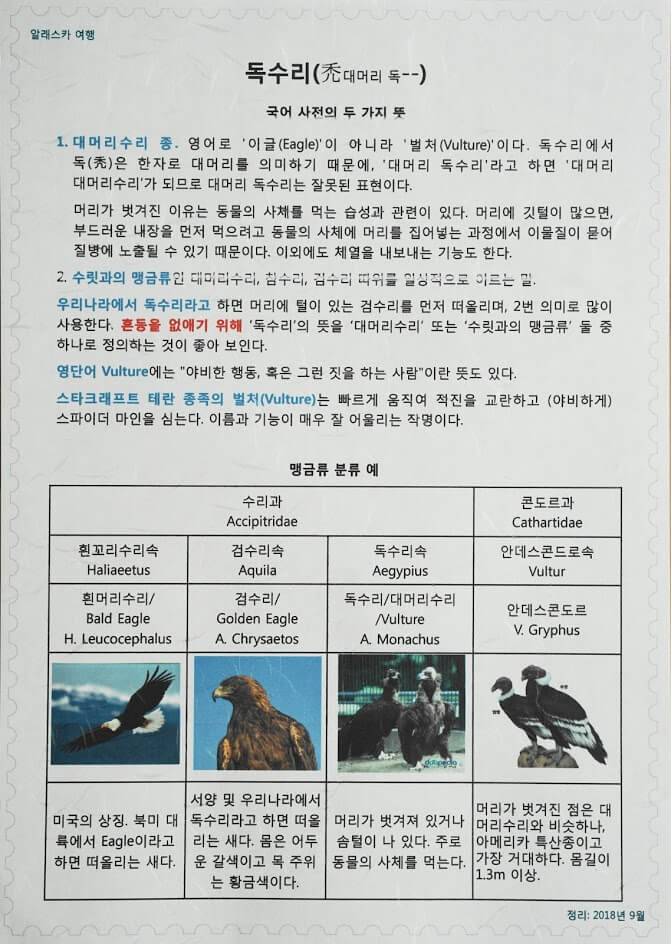 알래스카 여행
독수리(禿대머리 독--)
국어 사전의 두 가지 뜻
1. 대머리수리 종. 영어로 '이글(Eagle)'이 아니라 '벌처(Vulture)'이다. 독수리에서
독(禿)은 한자로 대머리를 의미하기 때문에, '대머리 독수리'라고 하면 '대머리
대머리수리'가 되므로 대머리 독수리는 잘못된 표현이다.
머리가 벗겨진 이유는 동물의 사체를 먹는 습성과 관련이 있다. 머리에 깃털이 많으면,
부드러운 내장을 먼저 먹으려고 동물의 사체에 머리를 집어넣는 과정에서 이물질이 묻어
질병에 노출될 수 있기 때문이다. 이외에도 체열을 내보내는 기능도 한다.
2. 수릿과의 맹금류인 대머리수리, 참수리, 검수리 따위를 일상적으로 이르는 말.
우리나라에서 독수리라고 하면 머리에 털이 있는 검수리를 먼저 떠올리며, 2번 의미로 많이
사용한다. 혼동을 없애기 위해 '독수리'의 뜻을 '대머리수리' 또는 '수릿과의 맹금류' 둘 중
하나로 정의하는 것이 좋아 보인다.
영단어 Vulture에는 "야비한 행동, 혹은 그런 짓을 하는 사람"이란 뜻도 있다.
스타크래프트 테란 종족의 벌처(Vulture)는 빠르게 움직여 적진을 교란하고 (야비하게)
스파이더 마인을 심는다. 이름과 기능이 매우 잘 어울리는 작명이다.
맹금류 분류 예
수리과
Accipitridae
콘도르과
Cathartidae
흰꼬리수리속
Haliaeetus
검수리속
Aquila
독수리속
Aegypius
안데스콘드로속
Vultur
흰머리수리/
Bald Eagle
H. Leucocephalus
검수리/
Golden Eagle
A. Chrysaetos
독수리/대머리수리
/Vulture
A. Monachus
안데스콘도르
V. Gryphus
미국의 상징. 북미 대
륙에서 Eagle이라고
하면 떠올리는 새다.
서양 및 우리나라에서
독수리라고 하면 떠올
리는 새다. 몸은 어두
운 갈색이고 목 주위
는 황금색이다.
머리가 벗겨져 있거나
솜털이 나 있다. 주로
동물의 사체를 먹는다.
머리가 벗겨진 점은 대
머리수리와 비슷하나,
아메리카 특산종이고
가장 거대하다. 몸길이
1.3m 이상.
정리: 2018년 9월